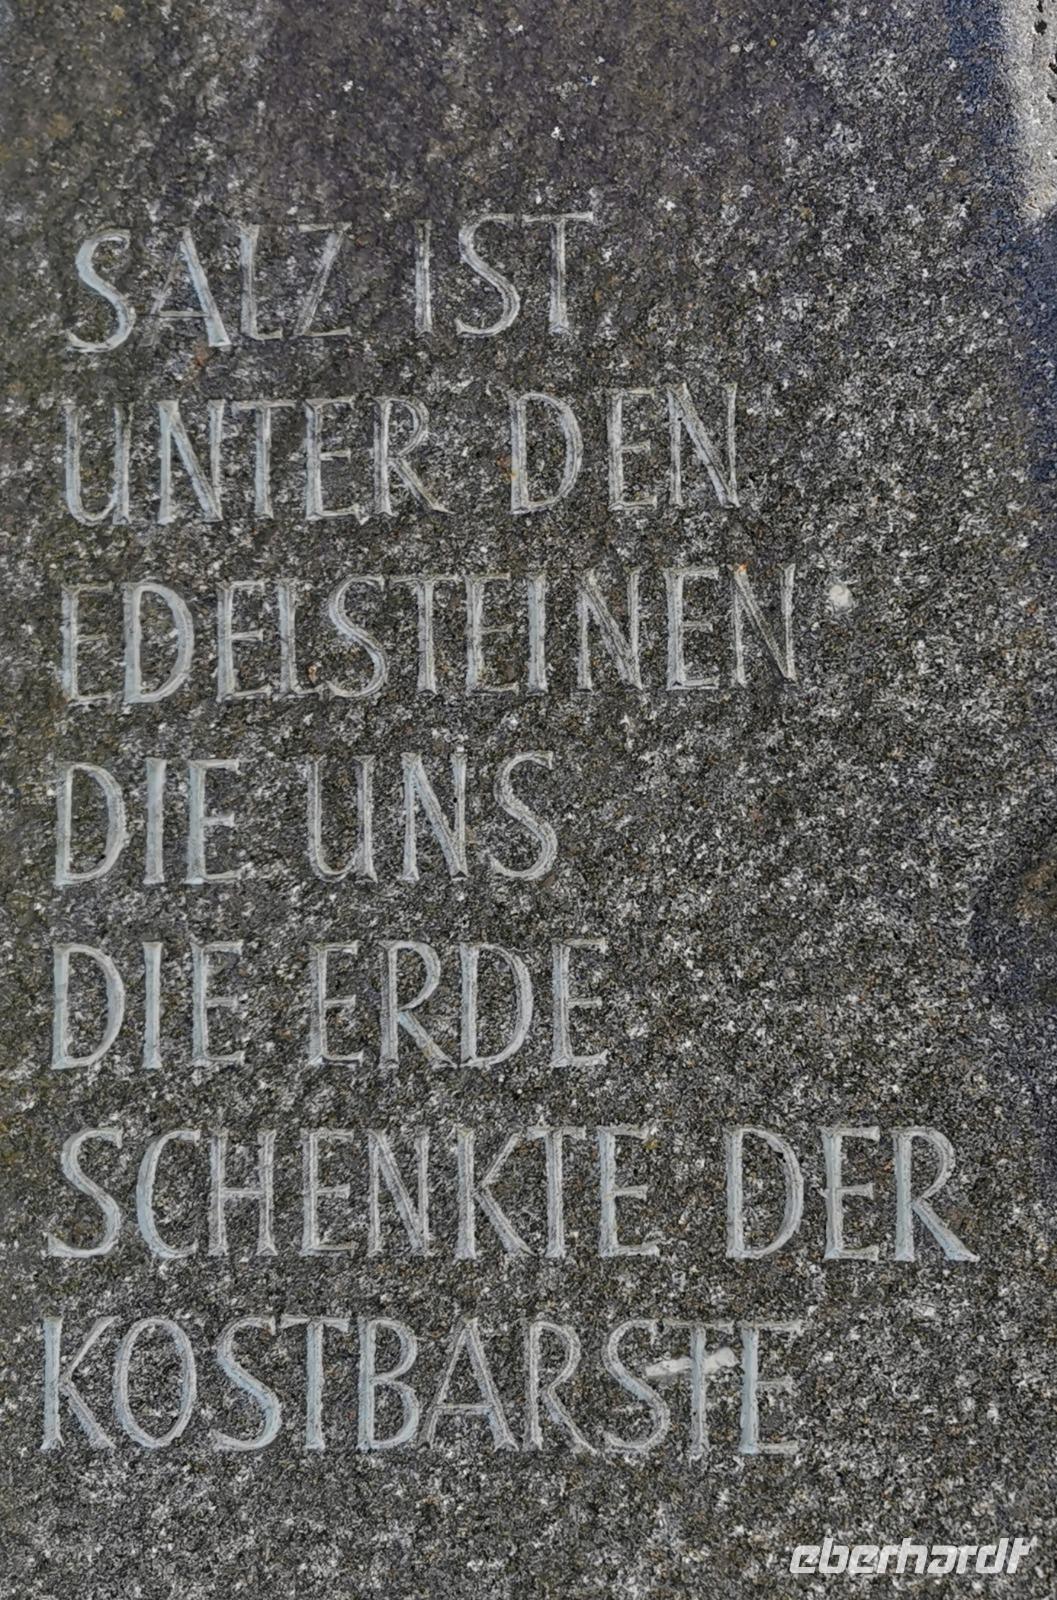 SALZ IST
UNTER DEN
EDELSTEINEN
DIE UNS
DIE ERDE
SCHENKTE DER
KOSTBARSTE
eberhardt